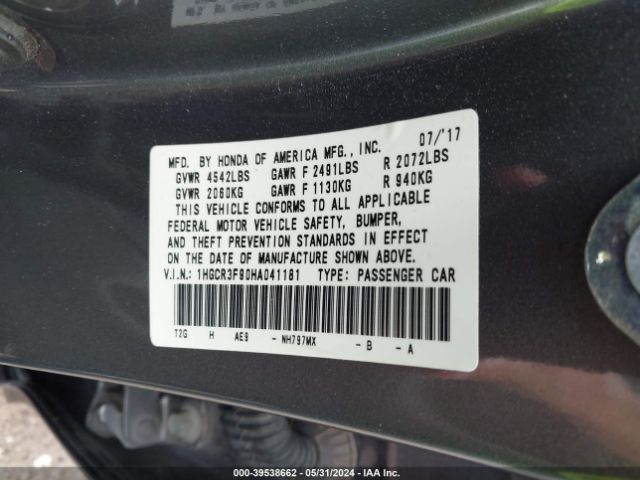 07/'17
MFD. BY HONDA OF AMERICA MFG., INC.
GVWR 4542LBS GAWR F 2491LBS R 2072LBS
GVWR 2060KG GAWR F 1130KG R 940KG
THIS VEHICLE CONFORMS TO ALL APPLICABLE
FEDERAL MOTOR VEHICLE SAFETY, BUMPER,
AND THEFT PREVENTION STANDARDS IN EFFECT
ON THE DATE OF MANUFACTURE SHOWN ABOVE.
V.I.N.: 1HGCR3F90HA041181 TYPE: PASSENGER CAR
T2G H AE9 - NH797MX - B - A
000-39538662 - 05/31/2024 - IAA Inc.